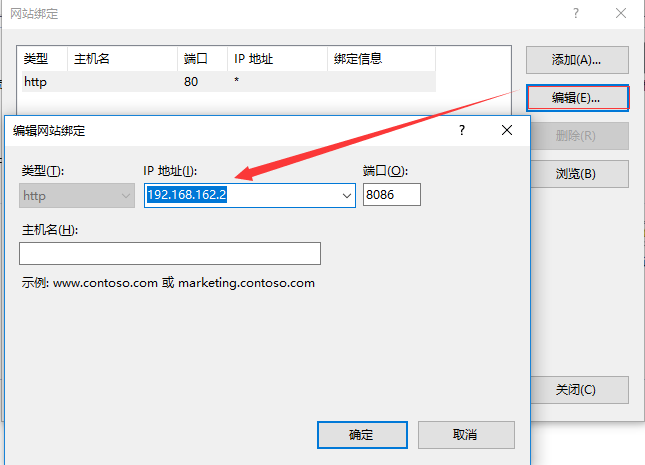 网站绑定
类型 主机名 端口 IP 地址 绑定信息
http 80 *
添加(A)...
编辑(E)...
删除(R)
浏览(B)
关闭(C)
编辑网站绑定
类型(T): IP 地址(I): 端口(O):
http 192.168.162.2 8086
主机名(H):
示例: www.contoso.com 或 marketing.contoso.com
确定 取消